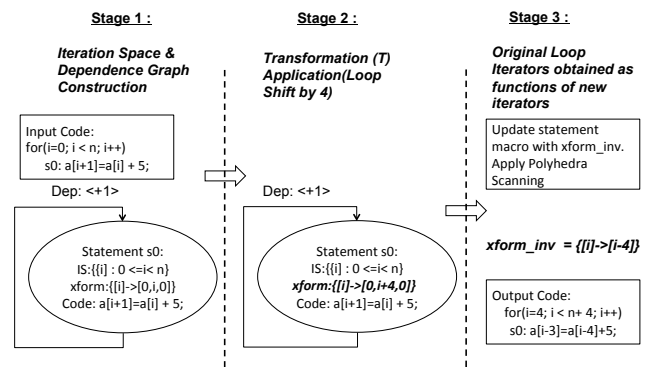 Stage 1 :
Iteration Space &
Dependence Graph
Construction
Input Code:
for(i=0; i < n; i++)
s0: a[i+1]=a[i] + 5;
Dep: <+1>
Statement s0:
IS:{[i] : 0 <=i< n}
xform:{[i]->[0,i,0]}
Code: a[i+1]=a[i] + 5;
Stage 2 :
Transformation (T)
Application(Loop
Shift by 4)
Dep: <+1>
Statement s0:
IS:{[i] : 0 <=i< n}
xform:{[i]->[0,i+4,0]}
Code: a[i+1]=a[i] + 5;
Stage 3 :
Original Loop
Iterators obtained as
functions of new
iterators
Update statement
macro with xform_inv.
Apply Polyhedra
Scanning
xform_inv = {[i]->[i-4]}
Output Code:
for(i=4; i < n+ 4; i++)
s0: a[i-3]=a[i-4]+5;